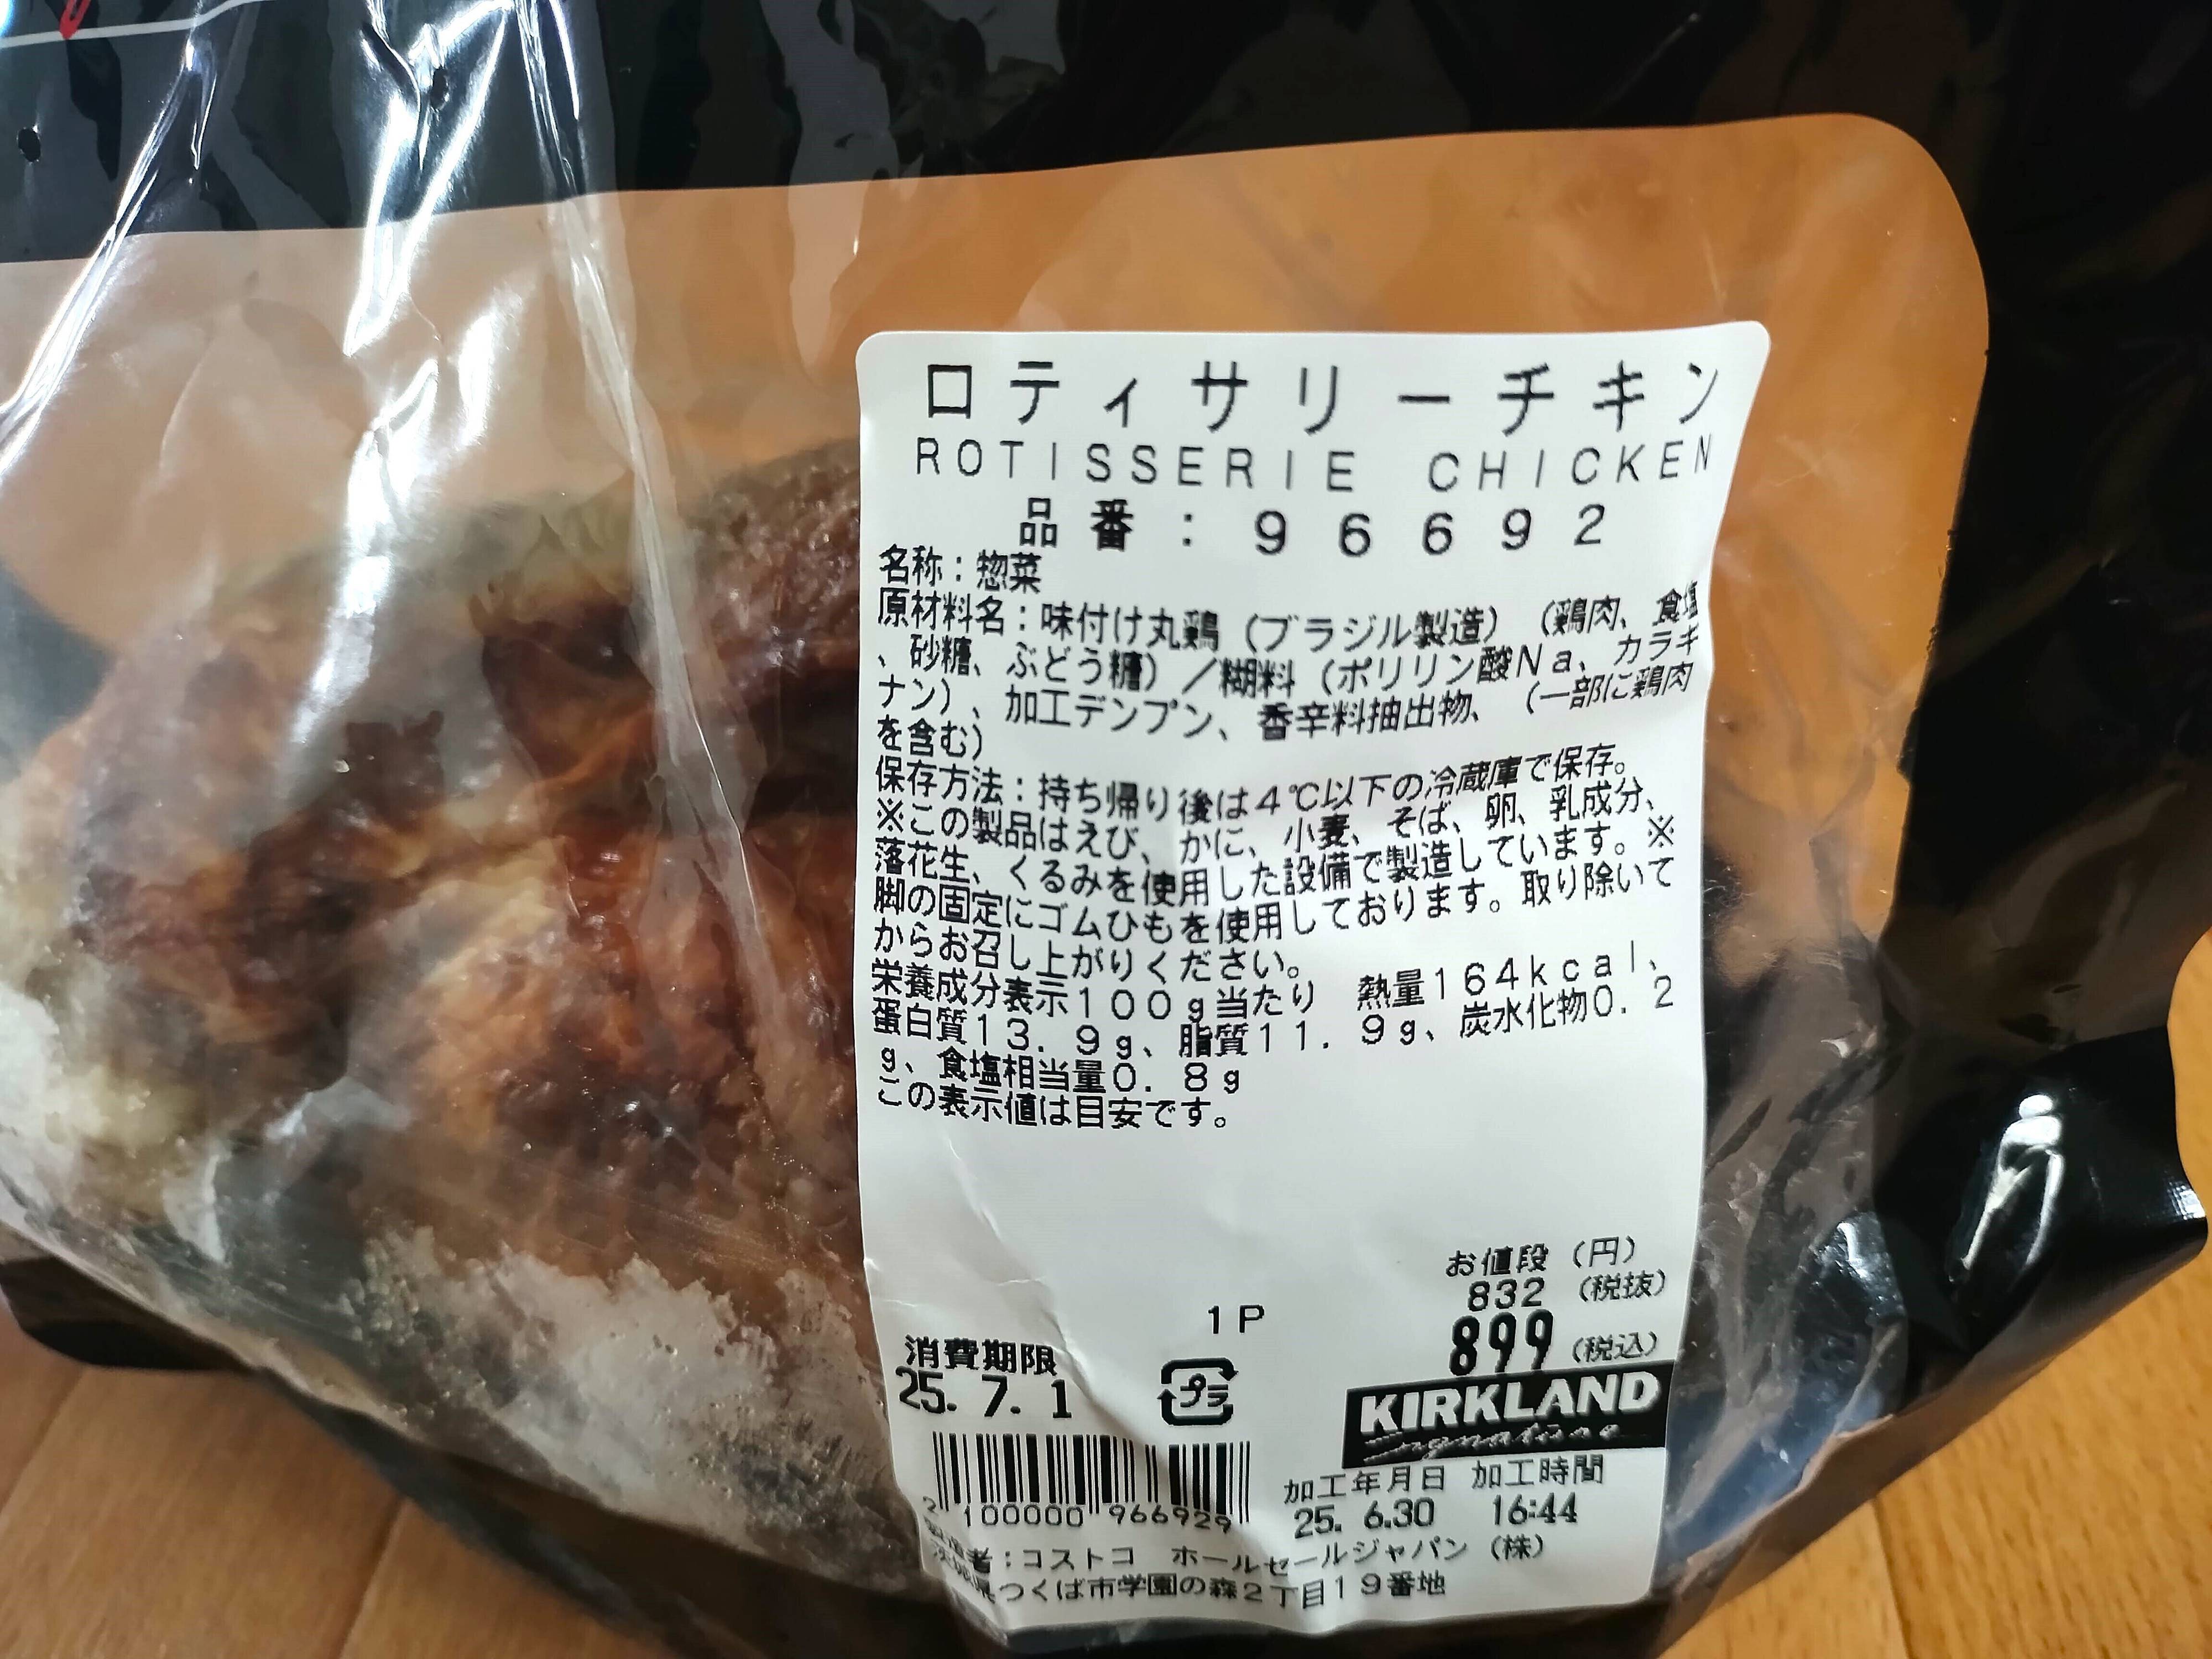 ロティサリーチキン
ROTISSERIE CHICKEN
品番：96692
名称：惣菜
原材料名：味付け丸鶏（ブラジル製造）（鶏肉、食塩
、砂糖、ぶどう糖）／糊料（ポリリン酸Ｎａ、カラギ
ナン）、加工デンプン、香辛料抽出物、（一部に鶏肉
を含む）
保存方法：持ち帰り後は４℃以下の冷蔵庫で保存。
※この製品はえび、かに、小麦、そば、卵、乳成分、
落花生、くるみを使用した設備で製造しています。※
脚の固定にゴムひもを使用しております。取り除いて
からお召し上がりください。
栄養成分表示１００ｇ当たり　熱量１６４ｋｃａｌ、
蛋白質１３．９ｇ、脂質１１．９ｇ、炭水化物０．２
ｇ、食塩相当量０．８ｇ
この表示値は目安です。
お値段（円）
832（税抜）
1P
899（税込）
消費期限
25. 7. 1
プラ
KIRKLAND
Signature
加工年月日 加工時間
25. 6.30 16:44
2 100000 966929
者：コストコ　ホールセールジャパン（株）
県つくば市学園の森２丁目１９番地